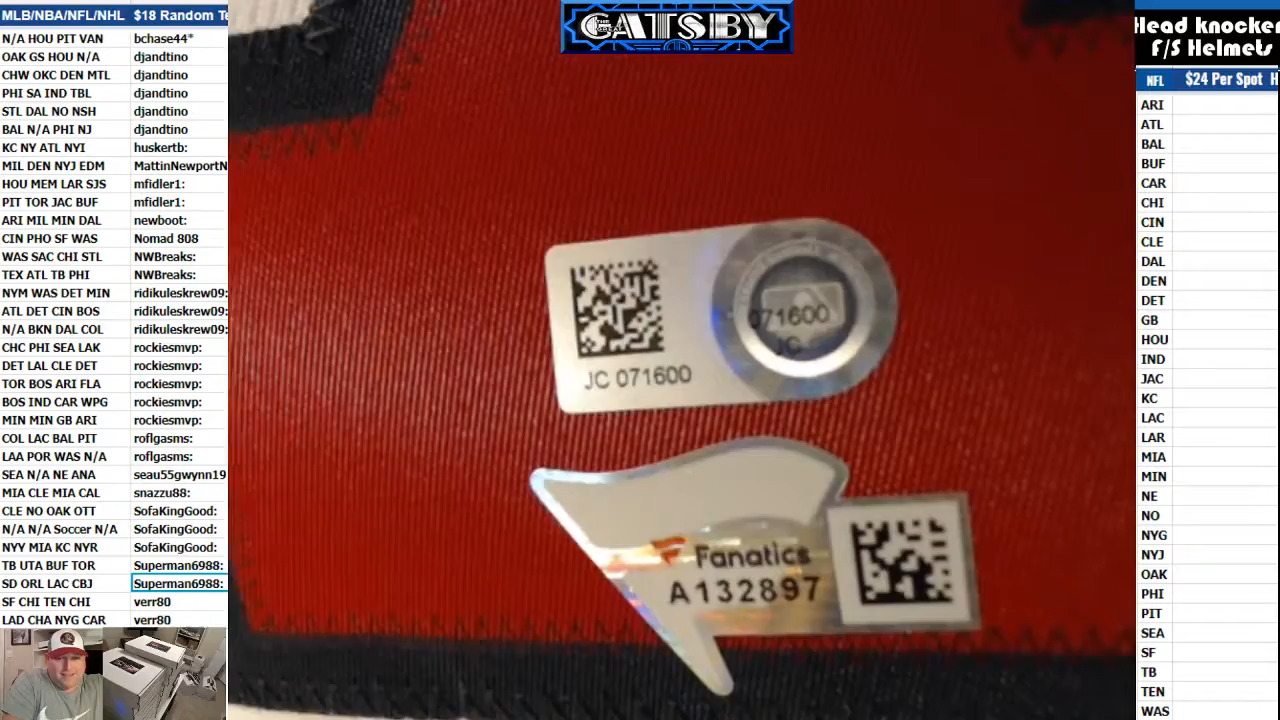 MLB/NBA/NFL/NHL $18 Random Te
N/A HOU PIT VAN bchase44*
OAK GS HOU N/A djandtino
CHW OKC DEN MTL djandtino
PHI SA IND TBL djandtino
STL DAL NO NSH djandtino
BAL N/A PHI NJ djandtino
KC NY ATL NYI huskertb:
MIL DEN NYJ EDM MattinNewportN
HOU MEM LAR SJS mfidler1:
PIT TOR JAC BUF mfidler1:
ARI MIL MIN DAL newboot:
CIN PHO SF WAS Nomad 808
WAS SAC CHI STL NWBreaks:
TEX ATL TB PHI NWBreaks:
NYM WAS DET MIN ridikuleskrew09:
ATL DET CIN BOS ridikuleskrew09:
N/A BKN DAL COL ridikuleskrew09:
CHC PHI SEA LAK rockiesmvp:
DET LAL CLE DET rockiesmvp:
TOR BOS ARI FLA rockiesmvp:
BOS IND CAR WPG rockiesmvp:
MIN MIN GB ARI rockiesmvp:
COL LAC BAL PIT roflgasms:
LAA POR WAS N/A roflgasms:
SEA N/A NE ANA seau55gwynn19
MIA CLE MIA CAL snazzu88:
CLE NO OAK OTT SofaKingGood:
N/A N/A Soccer N/A SofaKingGood:
NYY MIA KC NYR SofaKingGood:
TB UTA BUF TOR Superman6988:
SD ORL LAC CBJ Superman6988:
SF CHI TEN CHI verr80
LAD CHA NYG CAR verr80
THE GREAT
GATSBY
071600
JC
JC 071600
Fanatics
A132897
Head knocker
F/S Helmets
NFL $24 Per Spot H
ARI
ATL
BAL
BUF
CAR
CHI
CIN
CLE
DAL
DEN
DET
GB
HOU
IND
JAC
KC
LAC
LAR
MIA
MIN
NE
NO
NYG
NYJ
OAK
PHI
PIT
SEA
SF
TB
TEN
WAS